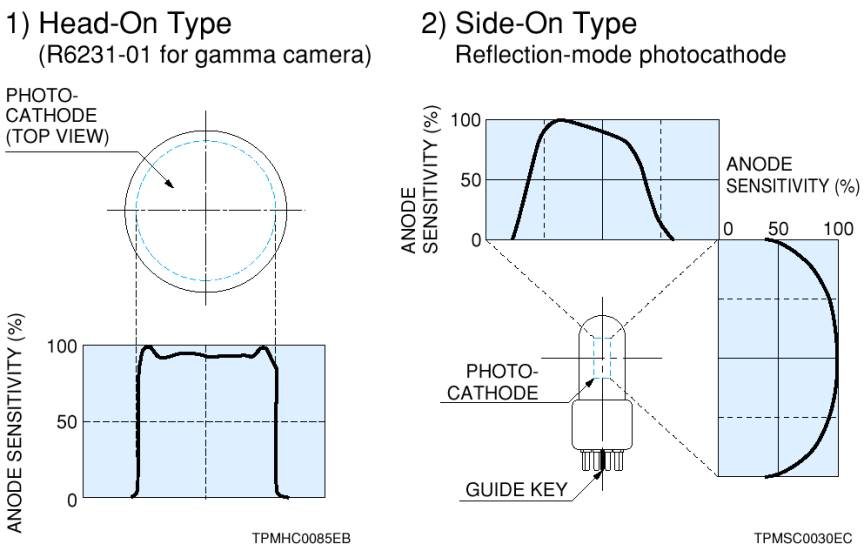 1) Head-On Type
(R6231-01 for gamma camera)
PHOTO-
CATHODE
(TOP VIEW)
ANODE SENSITIVITY (%)
100
50
0
TPMHC0085EB
2) Side-On Type
Reflection-mode photocathode
ANODE
SENSITIVITY (%)
100
50
0
ANODE
SENSITIVITY (%)
0 50 100
PHOTO-
CATHODE
GUIDE KEY
TPMSC0030EC